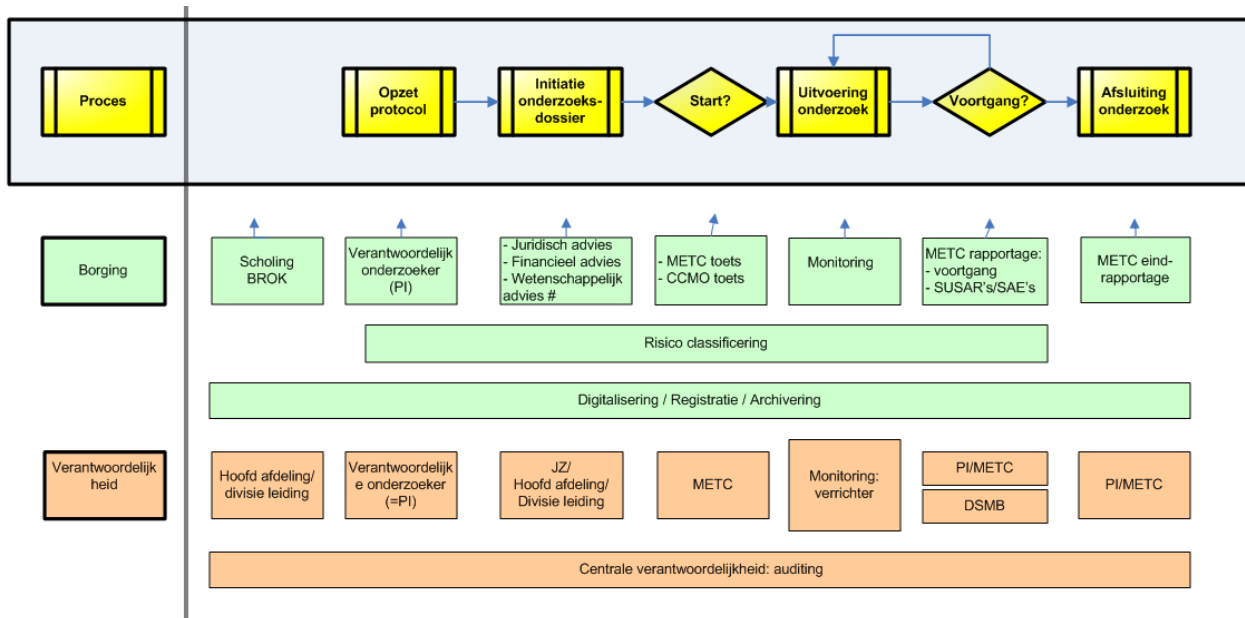 Proces
Opzet
protocol
Initiatie
onderzoeks-
dossier
Start?
Uitvoering
onderzoek
Voortgang?
Afsluiting
onderzoek
Borging
Scholing
BROK
Verantwoordelijk
onderzoeker
(PI)
- Juridisch advies
- Financieel advies
- Wetenschappelijk
advies #
- METC toets
- CCMO toets
Monitoring
METC rapportage:
- voortgang
- SUSAR's/SAE's
METC eind-
rapportage
Risico classificering
Digitalisering / Registratie / Archivering
Verantwoordelijk
heid
Hoofd afdeling/
divisie leiding
Verantwoordelijk
e onderzoeker
(=PI)
JZ/
Hoofd afdeling/
Divisie leiding
METC
Monitoring:
verrichter
PI/METC
DSMB
PI/METC
Centrale verantwoordelijkheid: auditing